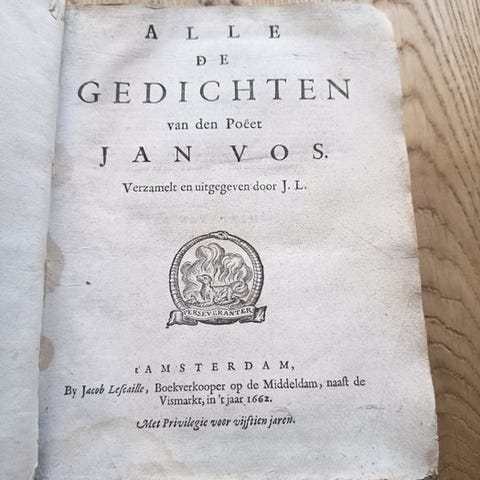 ALLE
DE
GEDICHTEN
van den Poëet
JAN VOS.
Verzamelt en uitgegeven door J. L.
PERSEVERANTER
t'AMSTERDAM,
By Jacob Lescaille, Boekverkooper op de Middeldam, naast de
Vismarkt, in 't jaar 1662.
Met Privilegie voor vijftien jaren.